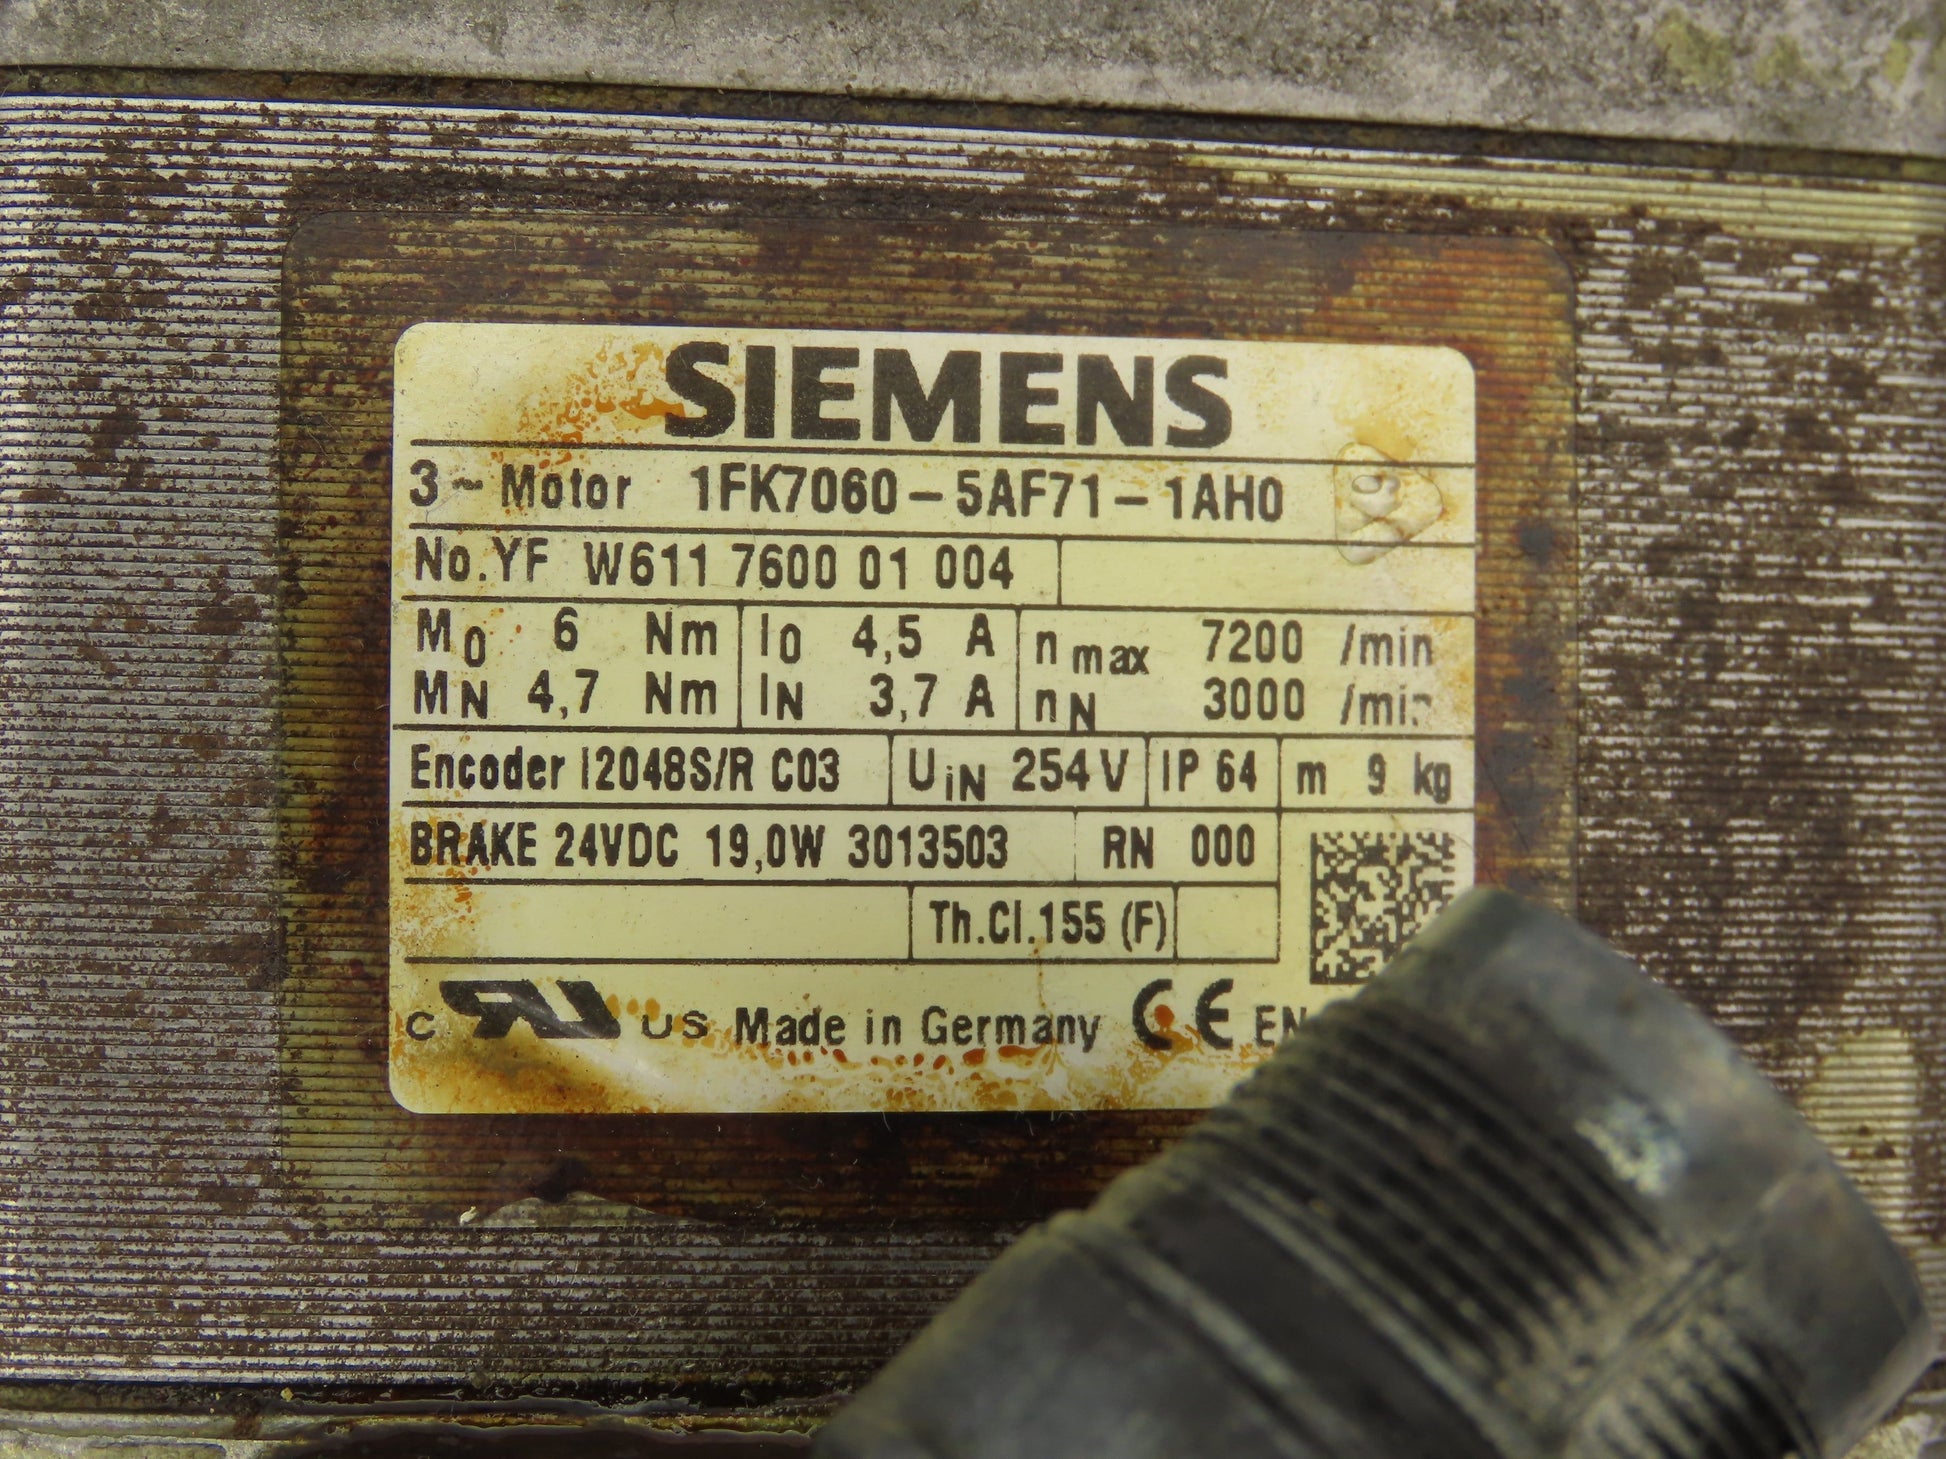 SIEMENS
3 ~ Motor 1FK7060 - 5AF71 - 1AH0
No. YF W611 7600 01 004
M0 6 Nm I0 4,5 A n max 7200 /min
MN 4,7 Nm IN 3,7 A nN 3000 /min
Encoder I2048S/R C03 UiN 254 V IP 64 m 9 kg
BRAKE 24VDC 19,0W 3013503 RN 000
Th.Cl.155 (F)
C US Made in Germany CE EN